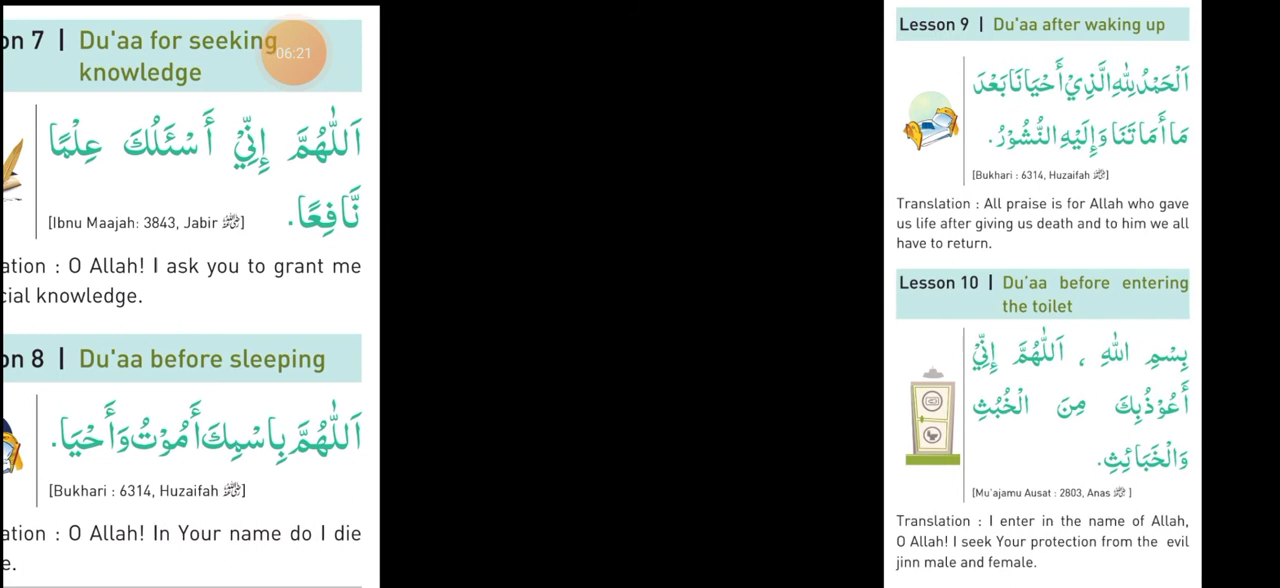 on 7 | Du'aa for seeking
06:21
knowledge
اَللّٰهُمَّ إِنِّيْ أَسْئَلُكَ عِلْمًا
نَّافِعًا.
[Ibnu Maajah: 3843, Jabir ؓ]
ation : O Allah! I ask you to grant me
cial knowledge.
on 8 | Du'aa before sleeping
اَللّٰهُمَّ بِاسْمِكَ أَمُوْتُ وَأَحْيَا.
[Bukhari : 6314, Huzaifah ؓ]
ation : O Allah! In Your name do I die
e.
Lesson 9 | Du'aa after waking up
اَلْحَمْدُ لِلّٰهِ الَّذِيْ أَحْيَانَا بَعْدَ
مَا أَمَاتَنَا وَإِلَيْهِ النُّشُوْرُ.
[Bukhari : 6314, Huzaifah ؓ]
Translation : All praise is for Allah who gave
us life after giving us death and to him we all
have to return.
Lesson 10 | Du'aa before entering
the toilet
بِسْمِ اللّٰهِ ، اَللّٰهُمَّ إِنِّيْ
أَعُوْذُ بِكَ مِنَ الْخُبُثِ
وَالْخَبَائِثِ.
[Mu'ajamu Ausat : 2803, Anas ؓ ]
Translation : I enter in the name of Allah,
O Allah! I seek Your protection from the evil
jinn male and female.